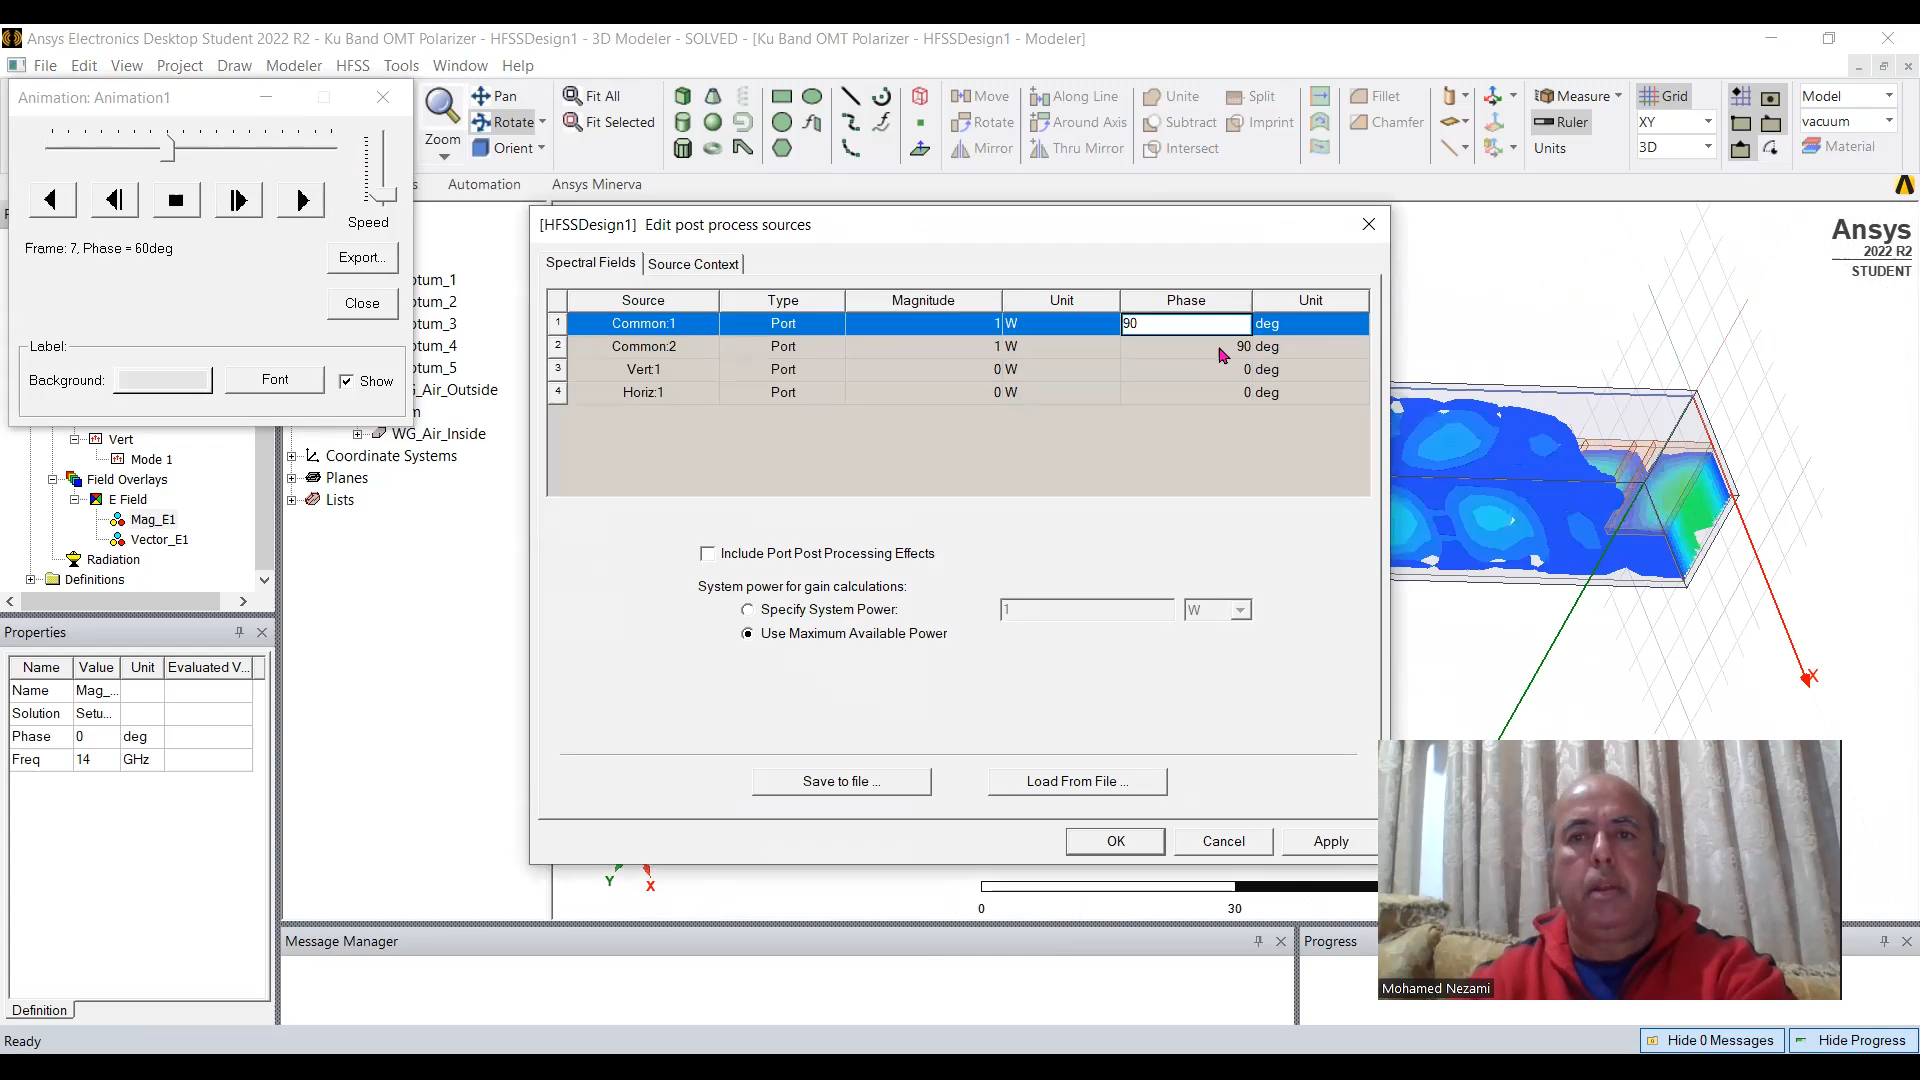 Ansys Electronics Desktop Student 2022 R2 - Ku Band OMT Polarizer - HFSSDesign1 - 3D Modeler - SOLVED - [Ku Band OMT Polarizer - HFSSDesign1 - Modeler]
File Edit View Project Draw Modeler HFSS Tools Window Help
Animation: Animation1
Speed
Frame: 7, Phase = 60deg
Export...
Close
Label:
Background:
Font
Show
Zoom
Pan
Rotate
Orient
Fit All
Fit Selected
Move
Rotate
Mirror
Along Line
Around Axis
Thru Mirror
Unite
Subtract
Intersect
Split
Imprint
Fillet
Chamfer
Measure
Ruler
Units
Grid
XY
3D
Model
vacuum
Material
s Automation Ansys Minerva
Ansys
2022 R2
STUDENT
[HFSSDesign1] Edit post process sources
Spectral Fields Source Context
Source Type Magnitude Unit Phase Unit
1 Common:1 Port 1 W 90 deg
2 Common:2 Port 1 W 90 deg
3 Vert:1 Port 0 W 0 deg
4 Horiz:1 Port 0 W 0 deg
Include Port Post Processing Effects
System power for gain calculations:
Specify System Power: 1 W
Use Maximum Available Power
Save to file ... Load From File ...
OK Cancel Apply
ptum_1
ptum_2
ptum_3
ptum_4
ptum_5
G_Air_Outside
m
WG_Air_Inside
Coordinate Systems
Planes
Lists
Vert
Mode 1
Field Overlays
E Field
Mag_E1
Vector_E1
Radiation
Definitions
Properties
Name Value Unit Evaluated V...
Name Mag_...
Solution Setu...
Phase 0 deg
Freq 14 GHz
Definition
X
Y
X
0 30
Message Manager
Progress
Mohamed Nezami
Ready
Hide 0 Messages
Hide Progress